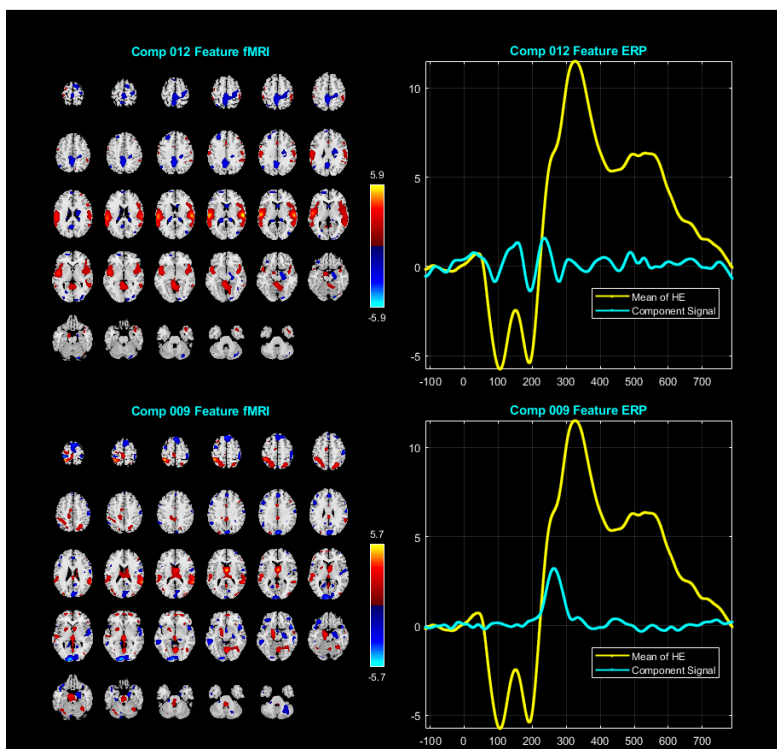 Comp 012 Feature fMRI
5.9
-5.9
Comp 012 Feature ERP
10
5
0
-5
Mean of HE
Component Signal
-100 0 100 200 300 400 500 600 700
Comp 009 Feature fMRI
5.7
-5.7
Comp 009 Feature ERP
10
5
0
-5
Mean of HE
Component Signal
-100 0 100 200 300 400 500 600 700